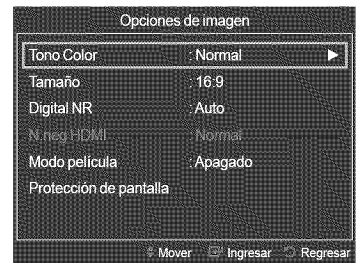 Opciones de imagen
Tono Color : Normal
Tamaño : 16:9
Digital NR : Auto
N.neg HDMI : Normal
Modo película : Apagado
Protección de pantalla
Mover Ingresar Regresar